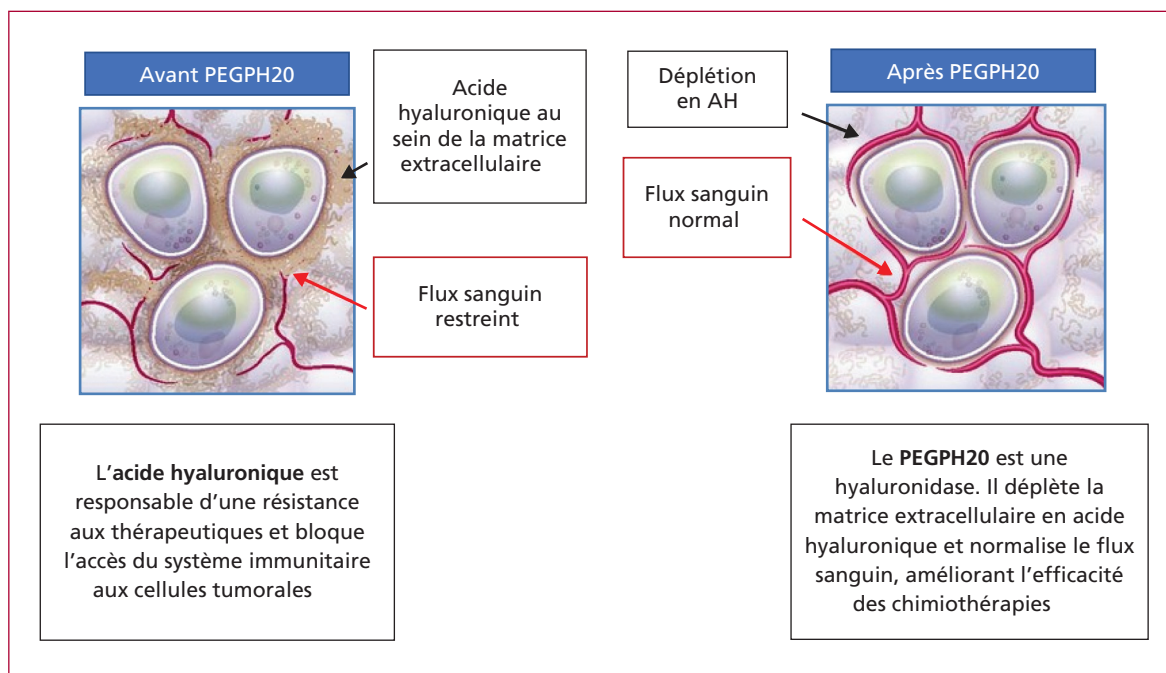 Avant PEGPH20
Acide
hyaluronique au
sein de la matrice
extracellulaire
Flux sanguin
restreint
Déplétion
en AH
Flux sanguin
normal
Après PEGPH20
L’acide hyaluronique est
responsable d’une résistance
aux thérapeutiques et bloque
l’accès du système immunitaire
aux cellules tumorales
Le PEGPH20 est une
hyaluronidase. Il déplète la
matrice extracellulaire en acide
hyaluronique et normalise le flux
sanguin, améliorant l’efficacité
des chimiothérapies